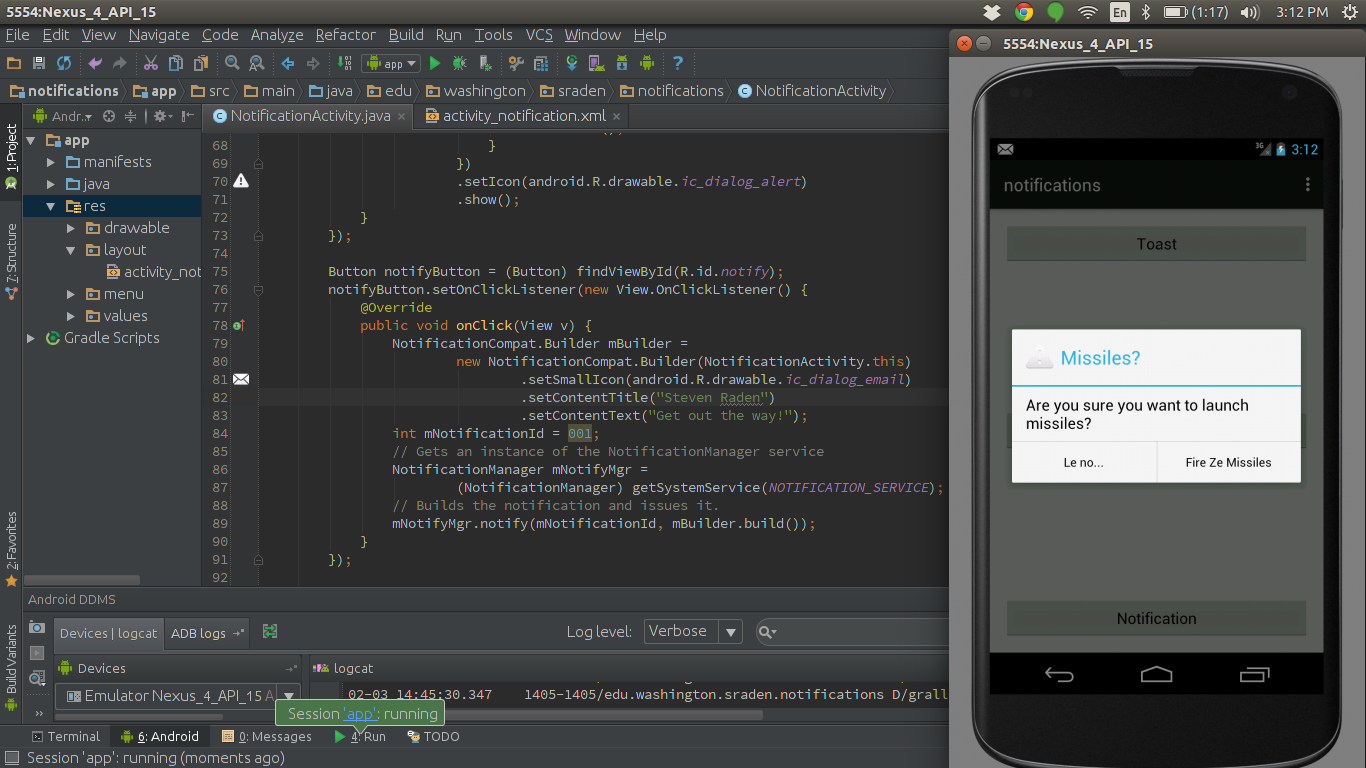 5554:Nexus_4_API_15
En
(1:17)
3:12 PM
File Edit View Navigate Code Analyze Refactor Build Run Tools VCS Window Help
app
notifications app src main java edu washington sraden notifications NotificationActivity
1: Project
7: Structure
2: Favorites
Build Variants
Andr..
app
manifests
java
res
drawable
layout
activity_not
menu
values
Gradle Scripts
NotificationActivity.java
activity_notification.xml
68 }
69 })
70 .setIcon(android.R.drawable.ic_dialog_alert)
71 .show();
72 }
73 });
74
75 Button notifyButton = (Button) findViewById(R.id.notify);
76 notifyButton.setOnClickListener(new View.OnClickListener() {
77 @Override
78 public void onClick(View v) {
79 NotificationCompat.Builder mBuilder =
80 new NotificationCompat.Builder(NotificationActivity.this)
81 .setSmallIcon(android.R.drawable.ic_dialog_email)
82 .setContentTitle("Steven Raden")
83 .setContentText("Get out the way!");
84 int mNotificationId = 001;
85 // Gets an instance of the NotificationManager service
86 NotificationManager mNotifyMgr =
87 (NotificationManager) getSystemService(NOTIFICATION_SERVICE);
88 // Builds the notification and issues it.
89 mNotifyMgr.notify(mNotificationId, mBuilder.build());
90 }
91 });
92
Android DDMS
Devices | logcat
ADB logs
Log level:
Verbose
Devices
logcat
Emulator Nexus_4_API_15 A
02-03 14:45:30.347 1405-1405/edu.washington.sraden.notifications D/grall
Session 'app': running
Terminal
6: Android
0: Messages
4: Run
TODO
Session 'app': running (moments ago)
5554:Nexus_4_API_15
3G
3:12
notifications
Toast
Missiles?
Are you sure you want to launch
missiles?
Le no...
Fire Ze Missiles
Notification